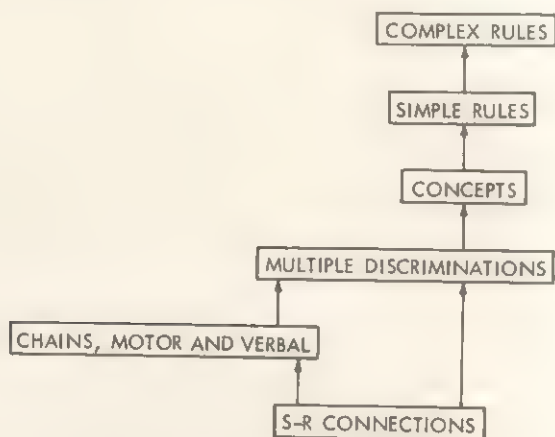 COMPLEX RULES
SIMPLE RULES
CONCEPTS
MULTIPLE DISCRIMINATIONS
CHAINS, MOTOR AND VERBAL
S-R CONNECTIONS